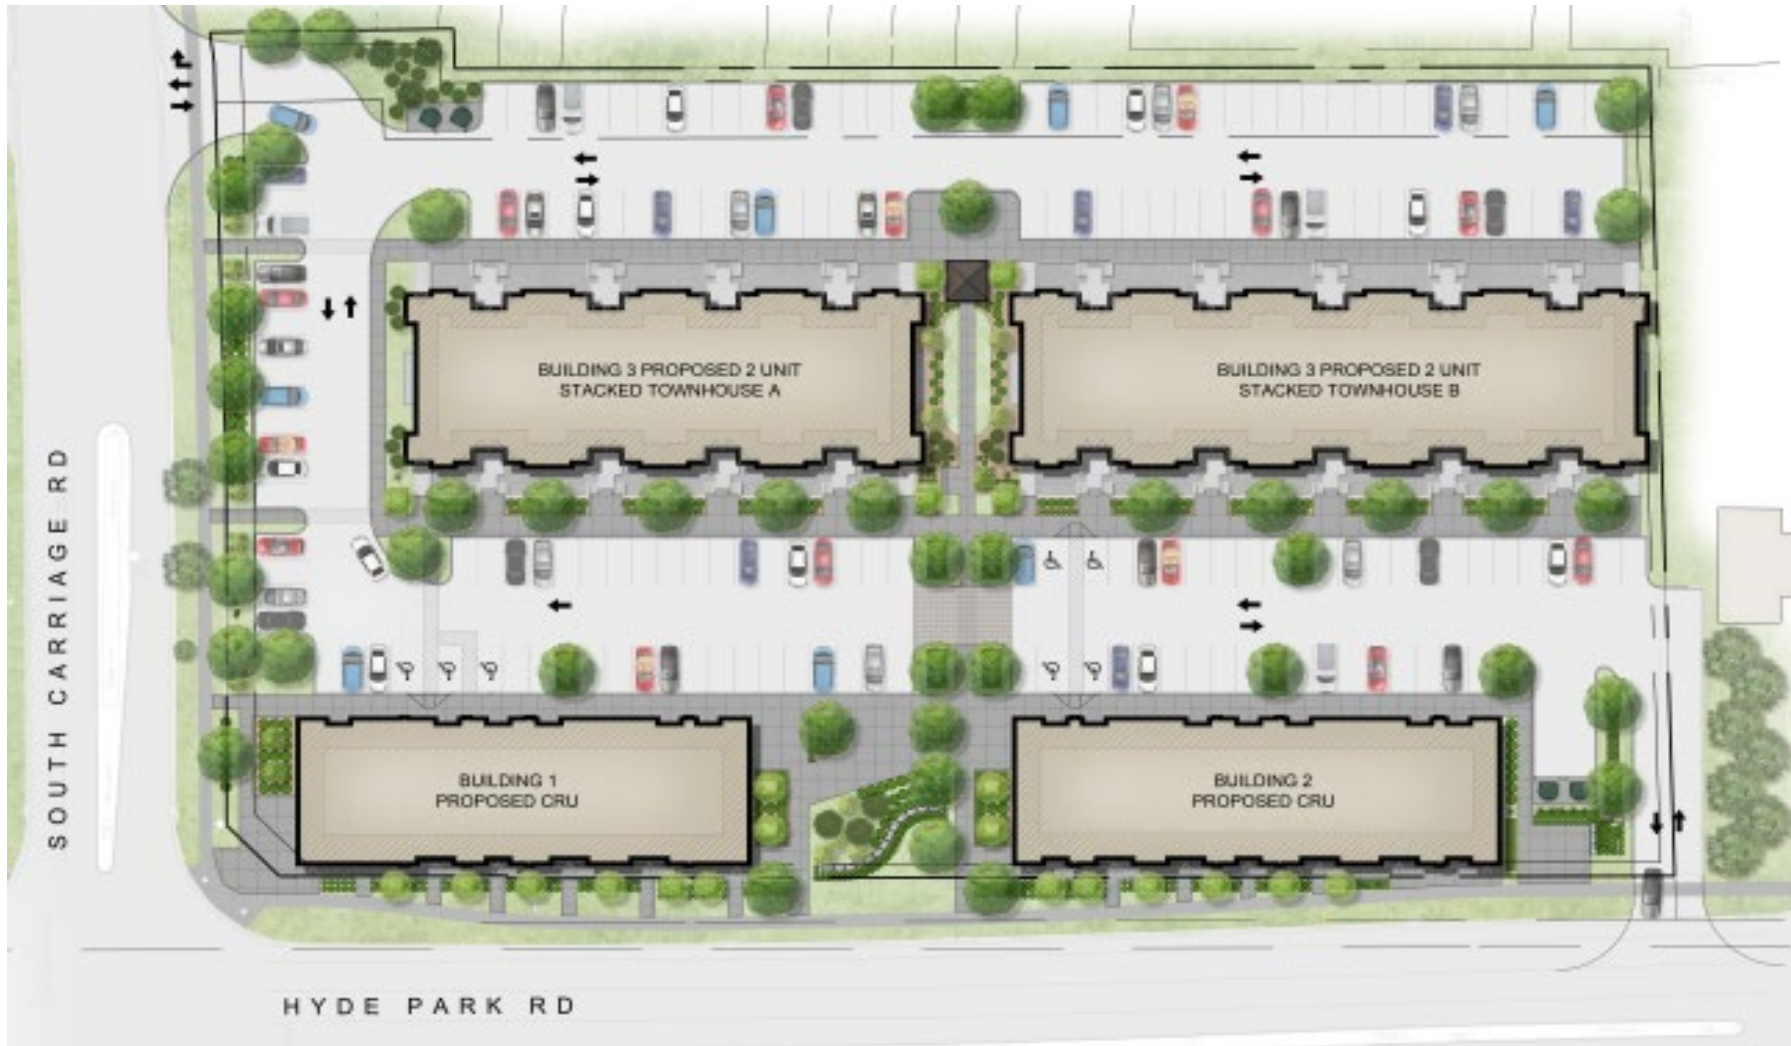 BUILDING 3 PROPOSED 2 UNIT
STACKED TOWNHOUSE A
BUILDING 3 PROPOSED 2 UNIT
STACKED TOWNHOUSE B
SOUTH CARRIAGE RD
BUILDING 1
PROPOSED CRU
BUILDING 2
PROPOSED CRU
HYDE PARK RD